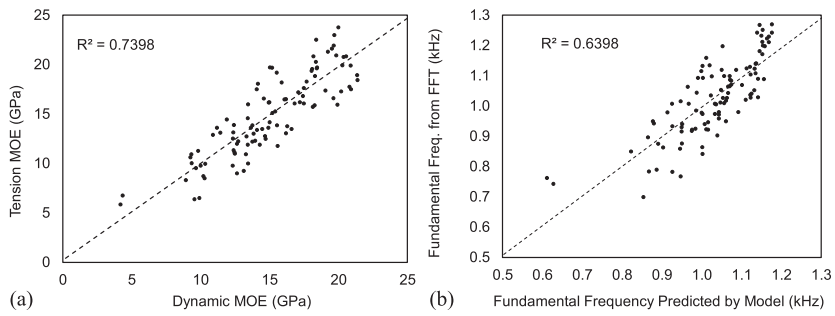 R² = 0.7398
Tension MOE (GPa)
25
20
15
10
5
0
0 5 10 15 20 25
(a) Dynamic MOE (GPa)
R² = 0.6398
Fundamental Freq. from FFT (kHz)
1.3
1.2
1.1
1.0
0.9
0.8
0.7
0.6
0.5
0.5 0.6 0.7 0.8 0.9 1.0 1.1 1.2 1.3
(b) Fundamental Frequency Predicted by Model (kHz)